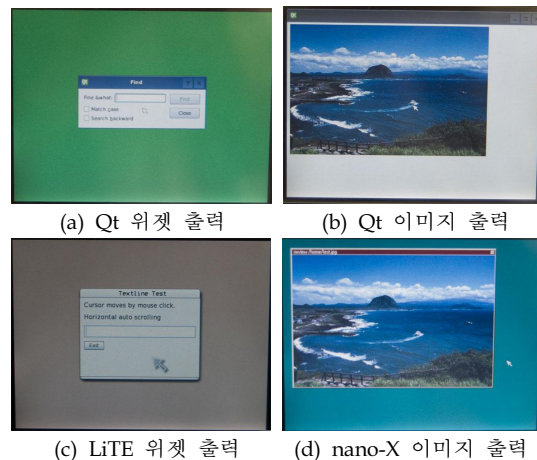 Find
Find &what:
Find
Match case
Search backward
Close
(a) Qt 위젯 출력
(b) Qt 이미지 출력
Textline Test
Cursor moves by mouse click.
Horizontal auto scrolling
Exit
(c) LiTE 위젯 출력
(d) nano-X 이미지 출력